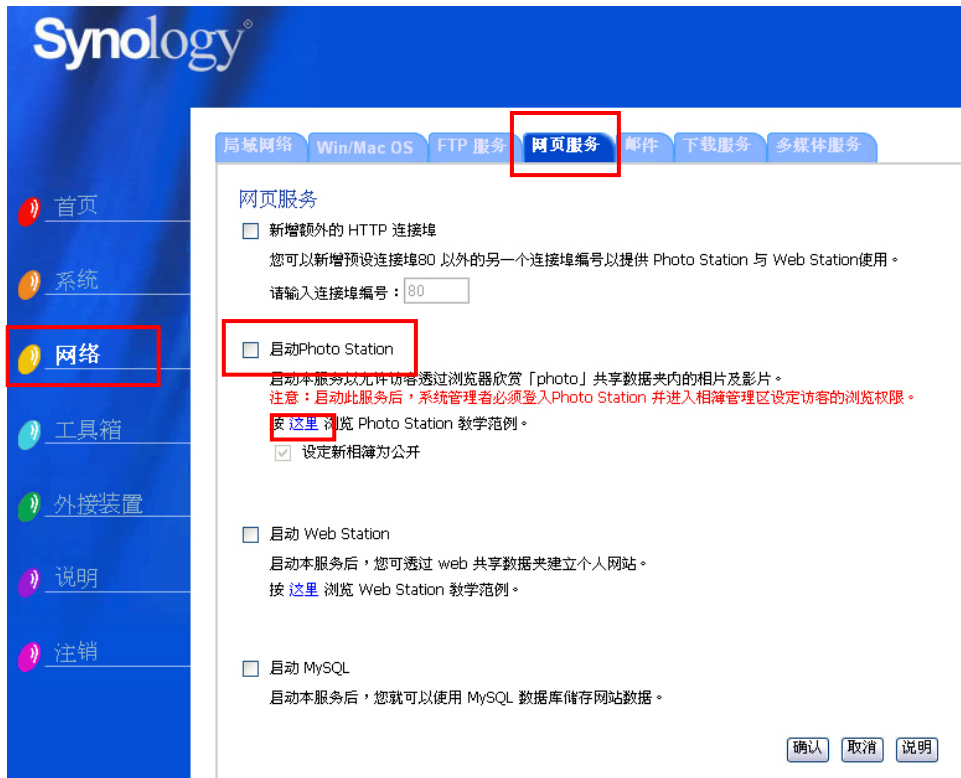 Synology®
局域网络 Win/Mac OS FTP 服务 网页服务 邮件 下载服务 多媒体服务
首页
系统
网络
工具箱
外接装置
说明
注销
网页服务
新增额外的 HTTP 连接埠
您可以新增预设连接埠80 以外的另一个连接埠编号以提供 Photo Station 与 Web Station使用。
请输入连接埠编号：80
启动Photo Station
启动本服务以允许访客透过浏览器欣赏「photo」共享数据夹内的相片及影片。
注意：启动此服务后，系统管理者必须登入Photo Station 并进入相簿管理区设定访客的浏览权限。
按 这里 浏览 Photo Station 教学范例。
设定新相簿为公开
启动 Web Station
启动本服务后，您可透过 web 共享数据夹建立个人网站。
按 这里 浏览 Web Station 教学范例。
启动 MySQL
启动本服务后，您就可以使用 MySQL 数据库储存网站数据。
确认 取消 说明